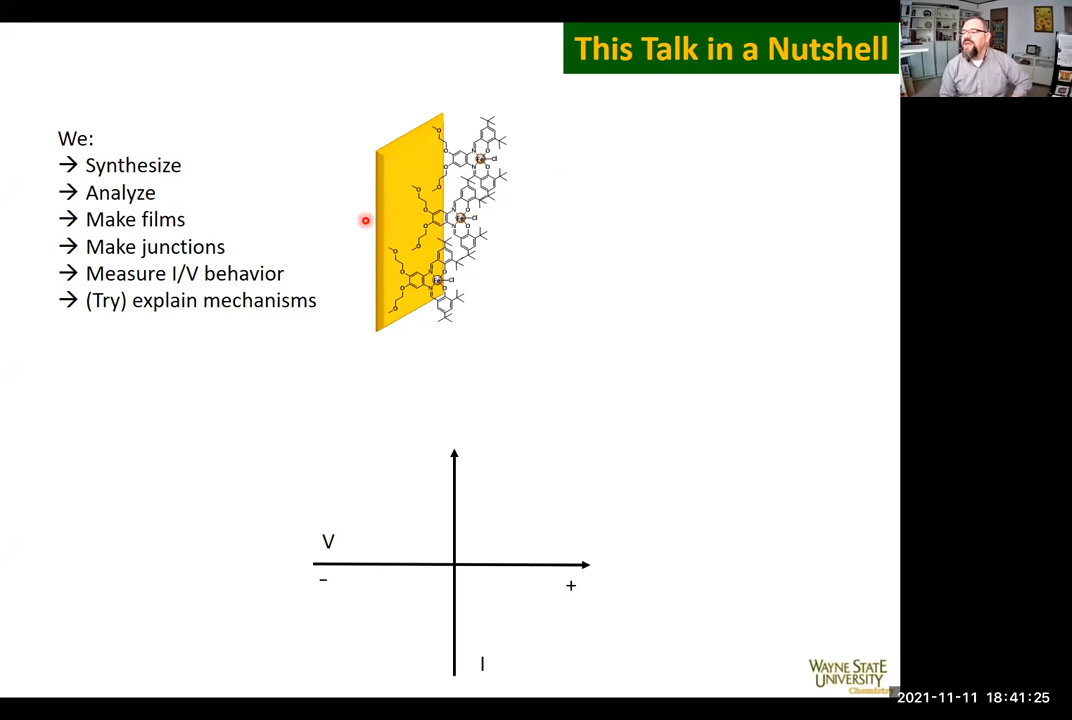 This Talk in a Nutshell
We:
→ Synthesize
→ Analyze
→ Make films
→ Make junctions
→ Measure I/V behavior
→ (Try) explain mechanisms
V
-
+
I
WAYNE STATE
UNIVERSITY
Chemistry
2021-11-11 18:41:25